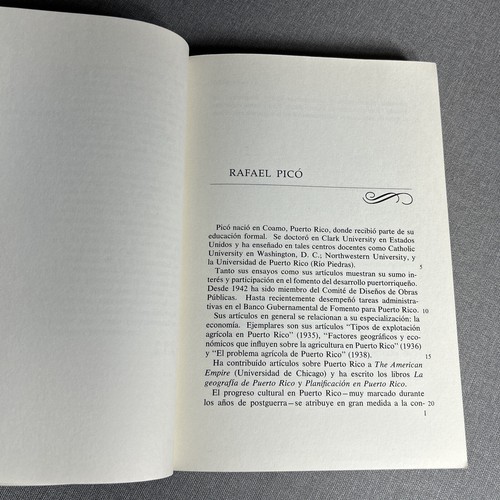 RAFAEL PICÓ
Picó nació en Coamo, Puerto Rico, donde recibió parte de su
educación formal. Se doctoró en Clark University en Estados
Unidos y ha enseñado en tales centros docentes como Catholic
University en Washington, D. C.; Northwestern University, y
la Universidad de Puerto Rico (Río Piedras). 5
Tanto sus ensayos como sus artículos muestran su sumo inte-
rés y participación en el fomento del desarrollo puertorriqueño.
Desde 1942 ha sido miembro del Comité de Diseños de Obras
Públicas. Hasta recientemente desempeñó tareas administra-
tivas en el Banco Gubernamental de Fomento para Puerto Rico. 10
Sus artículos en general se relacionan a su especialización: la
economía. Ejemplares son sus artículos "Tipos de explotación
agrícola en Puerto Rico" (1935), "Factores geográficos y eco-
nómicos que influyen sobre la agricultura en Puerto Rico" (1936)
y "El problema agrícola de Puerto Rico" (1938). 15
Ha contribuído artículos sobre Puerto Rico a The American
Empire (Universidad de Chicago) y ha escrito los libros La
geografía de Puerto Rico y Planificación en Puerto Rico.
El progreso cultural en Puerto Rico—muy marcado durante
los años de postguerra—se atribuye en gran medida a la con- 20
1